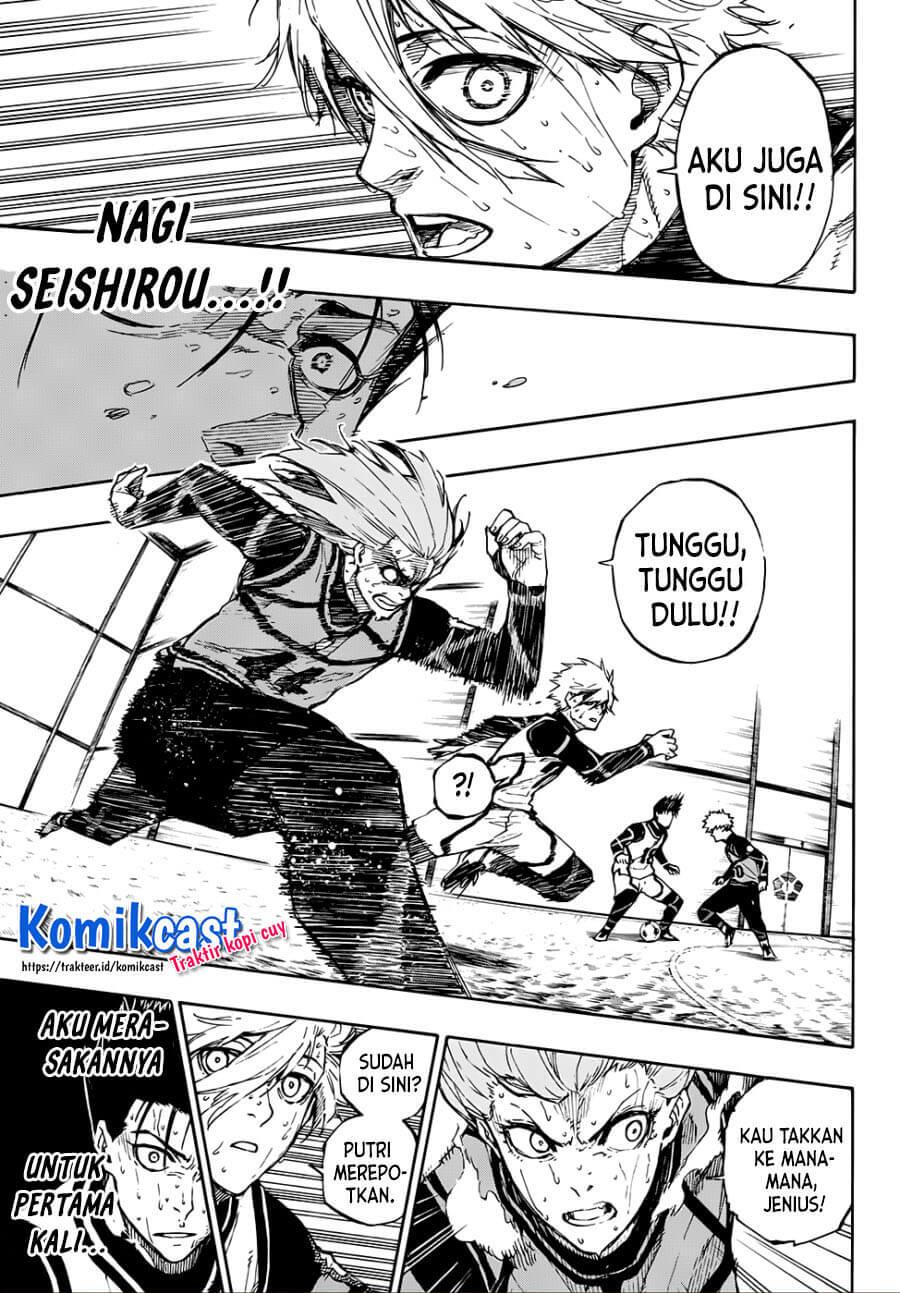 AKU JUGA
DI SINI!!
NAGI
SEISHIROU...!!
TUNGGU,
TUNGGU
DULU!!
?!
Komikcast
Traktir kopi cuy
https://trakteer.id/komikcast
KAU TAKKAN
KE MANA-
MANA,
JENIUS!
SUDAH
DI SINI?
PUTRI
MEREPO-
TKAN.
AKU MERA-
SAKANNYA
UNTUK
PERTAMA
KALI...